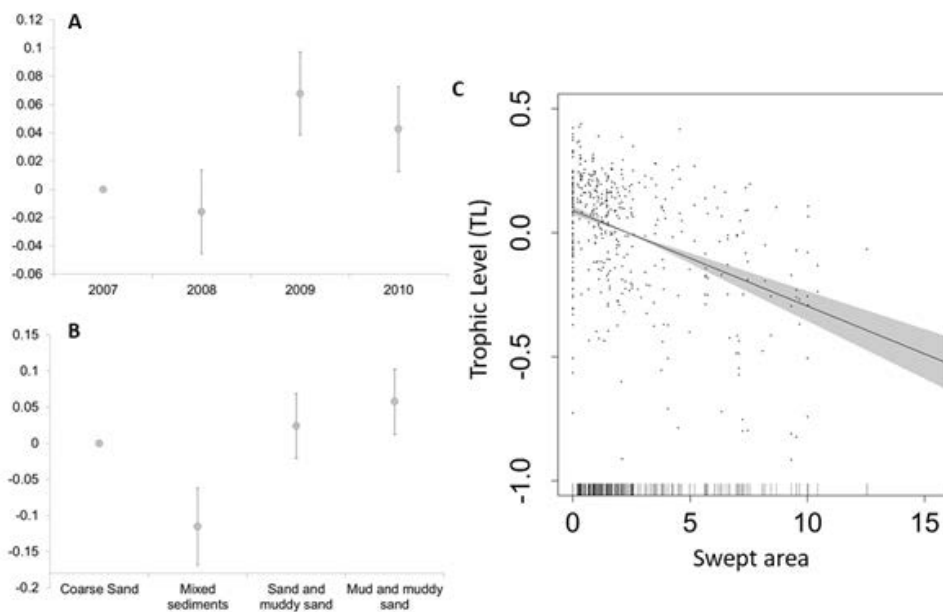 A
0.12
0.1
0.08
0.06
0.04
0.02
0
-0.02
-0.04
-0.06
2007 2008 2009 2010
B
0.15
0.1
0.05
0
-0.05
-0.1
-0.15
-0.2
Coarse Sand Mixed sediments Sand and muddy sand Mud and muddy sand
C
Trophic Level (TL)
0.5
0.0
-0.5
-1.0
0 5 10 15
Swept area